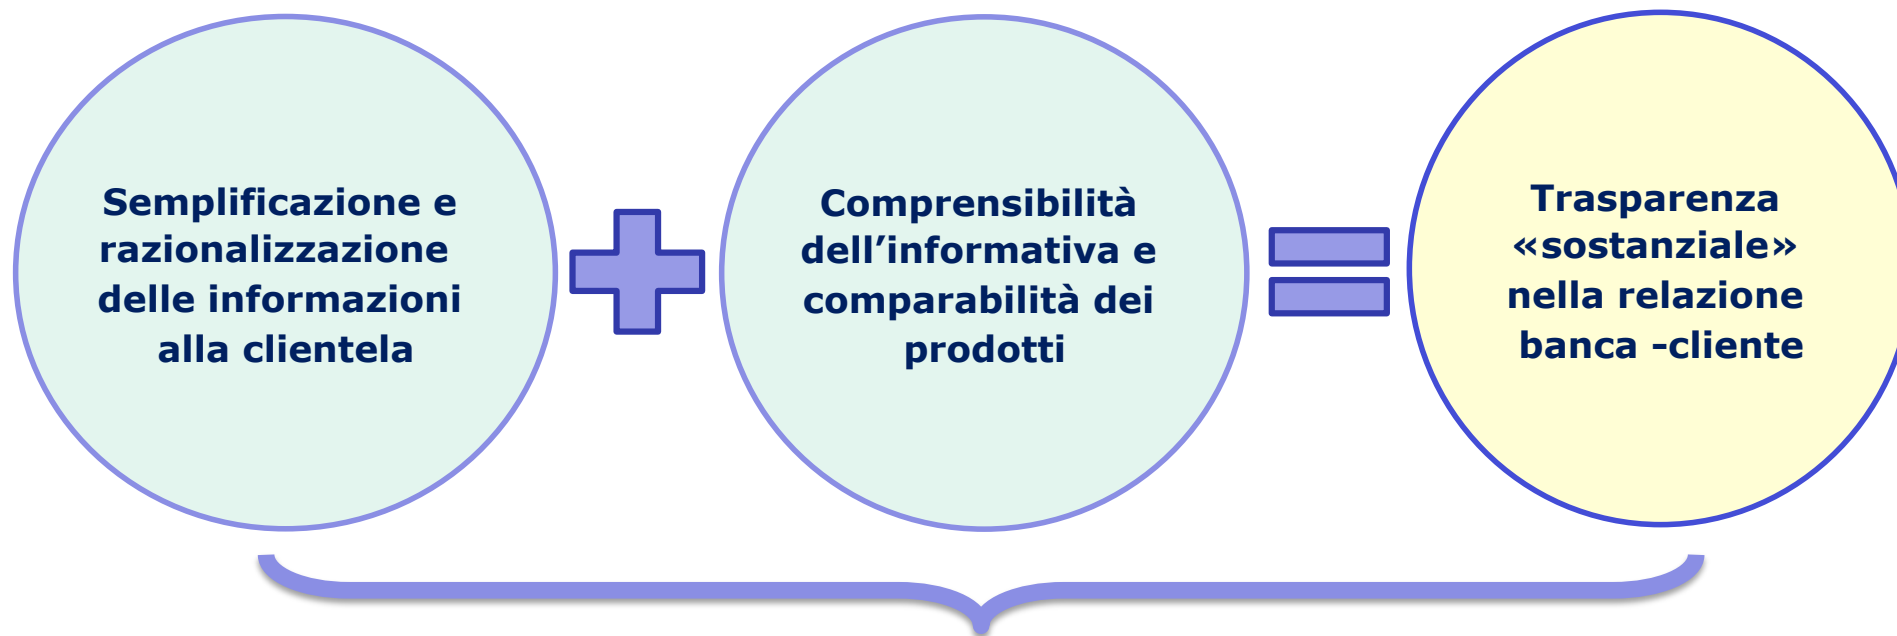 Semplificazione e
razionalizzazione
delle informazioni
alla clientela
Comprensibilità
dell’informativa e
comparabilità dei
prodotti
Trasparenza
«sostanziale»
nella relazione
banca -cliente